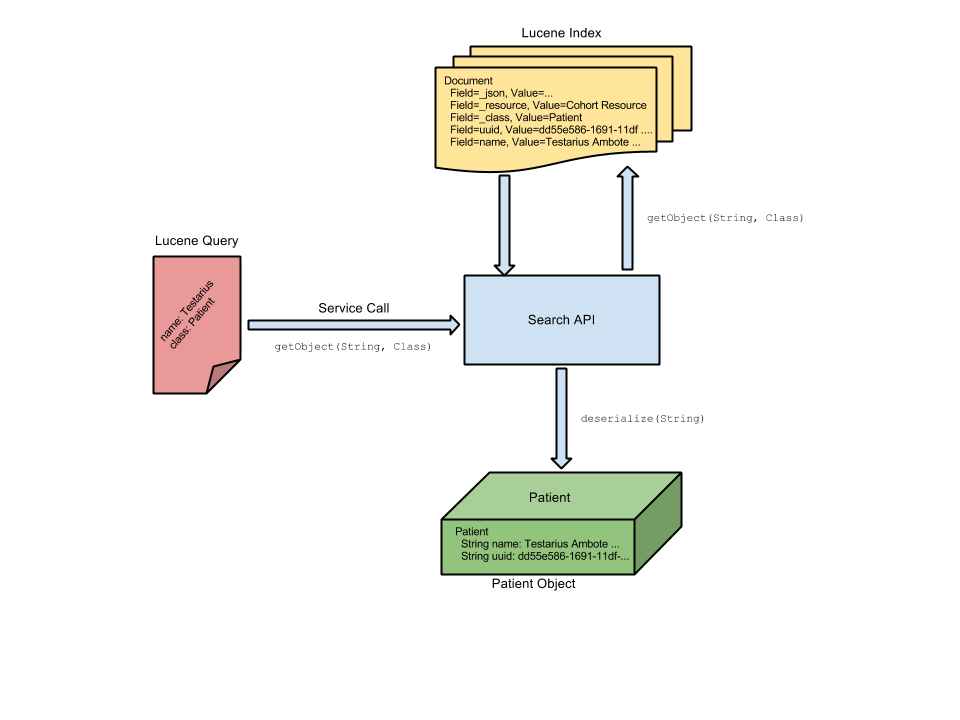 Lucene Index
Document
Field=_json, Value=...
Field=_resource, Value=Cohort Resource
Field=_class, Value=Patient
Field=uuid, Value=dd55e586-1691-11df ....
Field=name, Value=Testarius Ambote ...
getObject(String, Class)
Lucene Query
name: Testarius
class: Patient
Service Call
getObject(String, Class)
Search API
deserialize(String)
Patient
Patient
String name: Testarius Ambote ...
String uuid: dd55e586-1691-11df-...
Patient Object